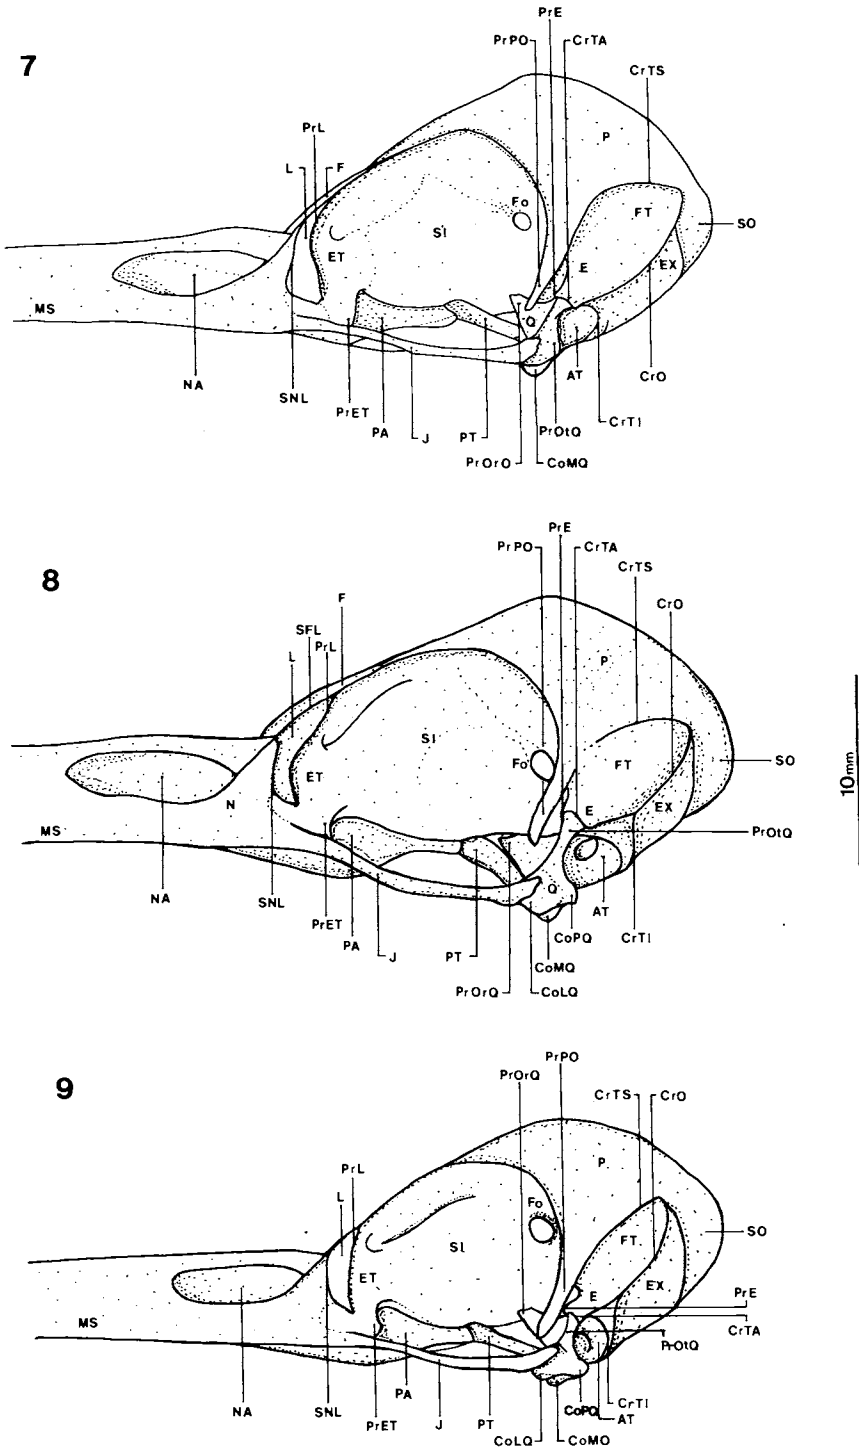 7
PrE
PrPO
CrTA
CrTS
PrL
L
F
P
Fo
FT
SO
SI
ET
E
EX
MS
Q
NA
SNL
PrET
PA
J
PT
PrOtQ
AT
CrTI
CrO
PrOrO
CoMQ
8
PrE
PrPO
CrTA
CrTS
CrO
F
SFL
PrL
L
P
SI
Fo
FT
SO
ET
N
E
EX
MS
PrOtQ
Q
NA
SNL
PrET
PA
J
PT
CoPQ
AT
CrTI
CoMQ
PrOrQ
CoLQ
10mm
9
PrPO
PrOrQ
CrTS
CrO
PrL
L
P
Fo
FT
SO
SI
ET
E
EX
PrE
MS
CrTA
PrOtQ
NA
SNL
PrET
PA
J
PT
CoPQ
CrTI
AT
CoLQ
CoMO